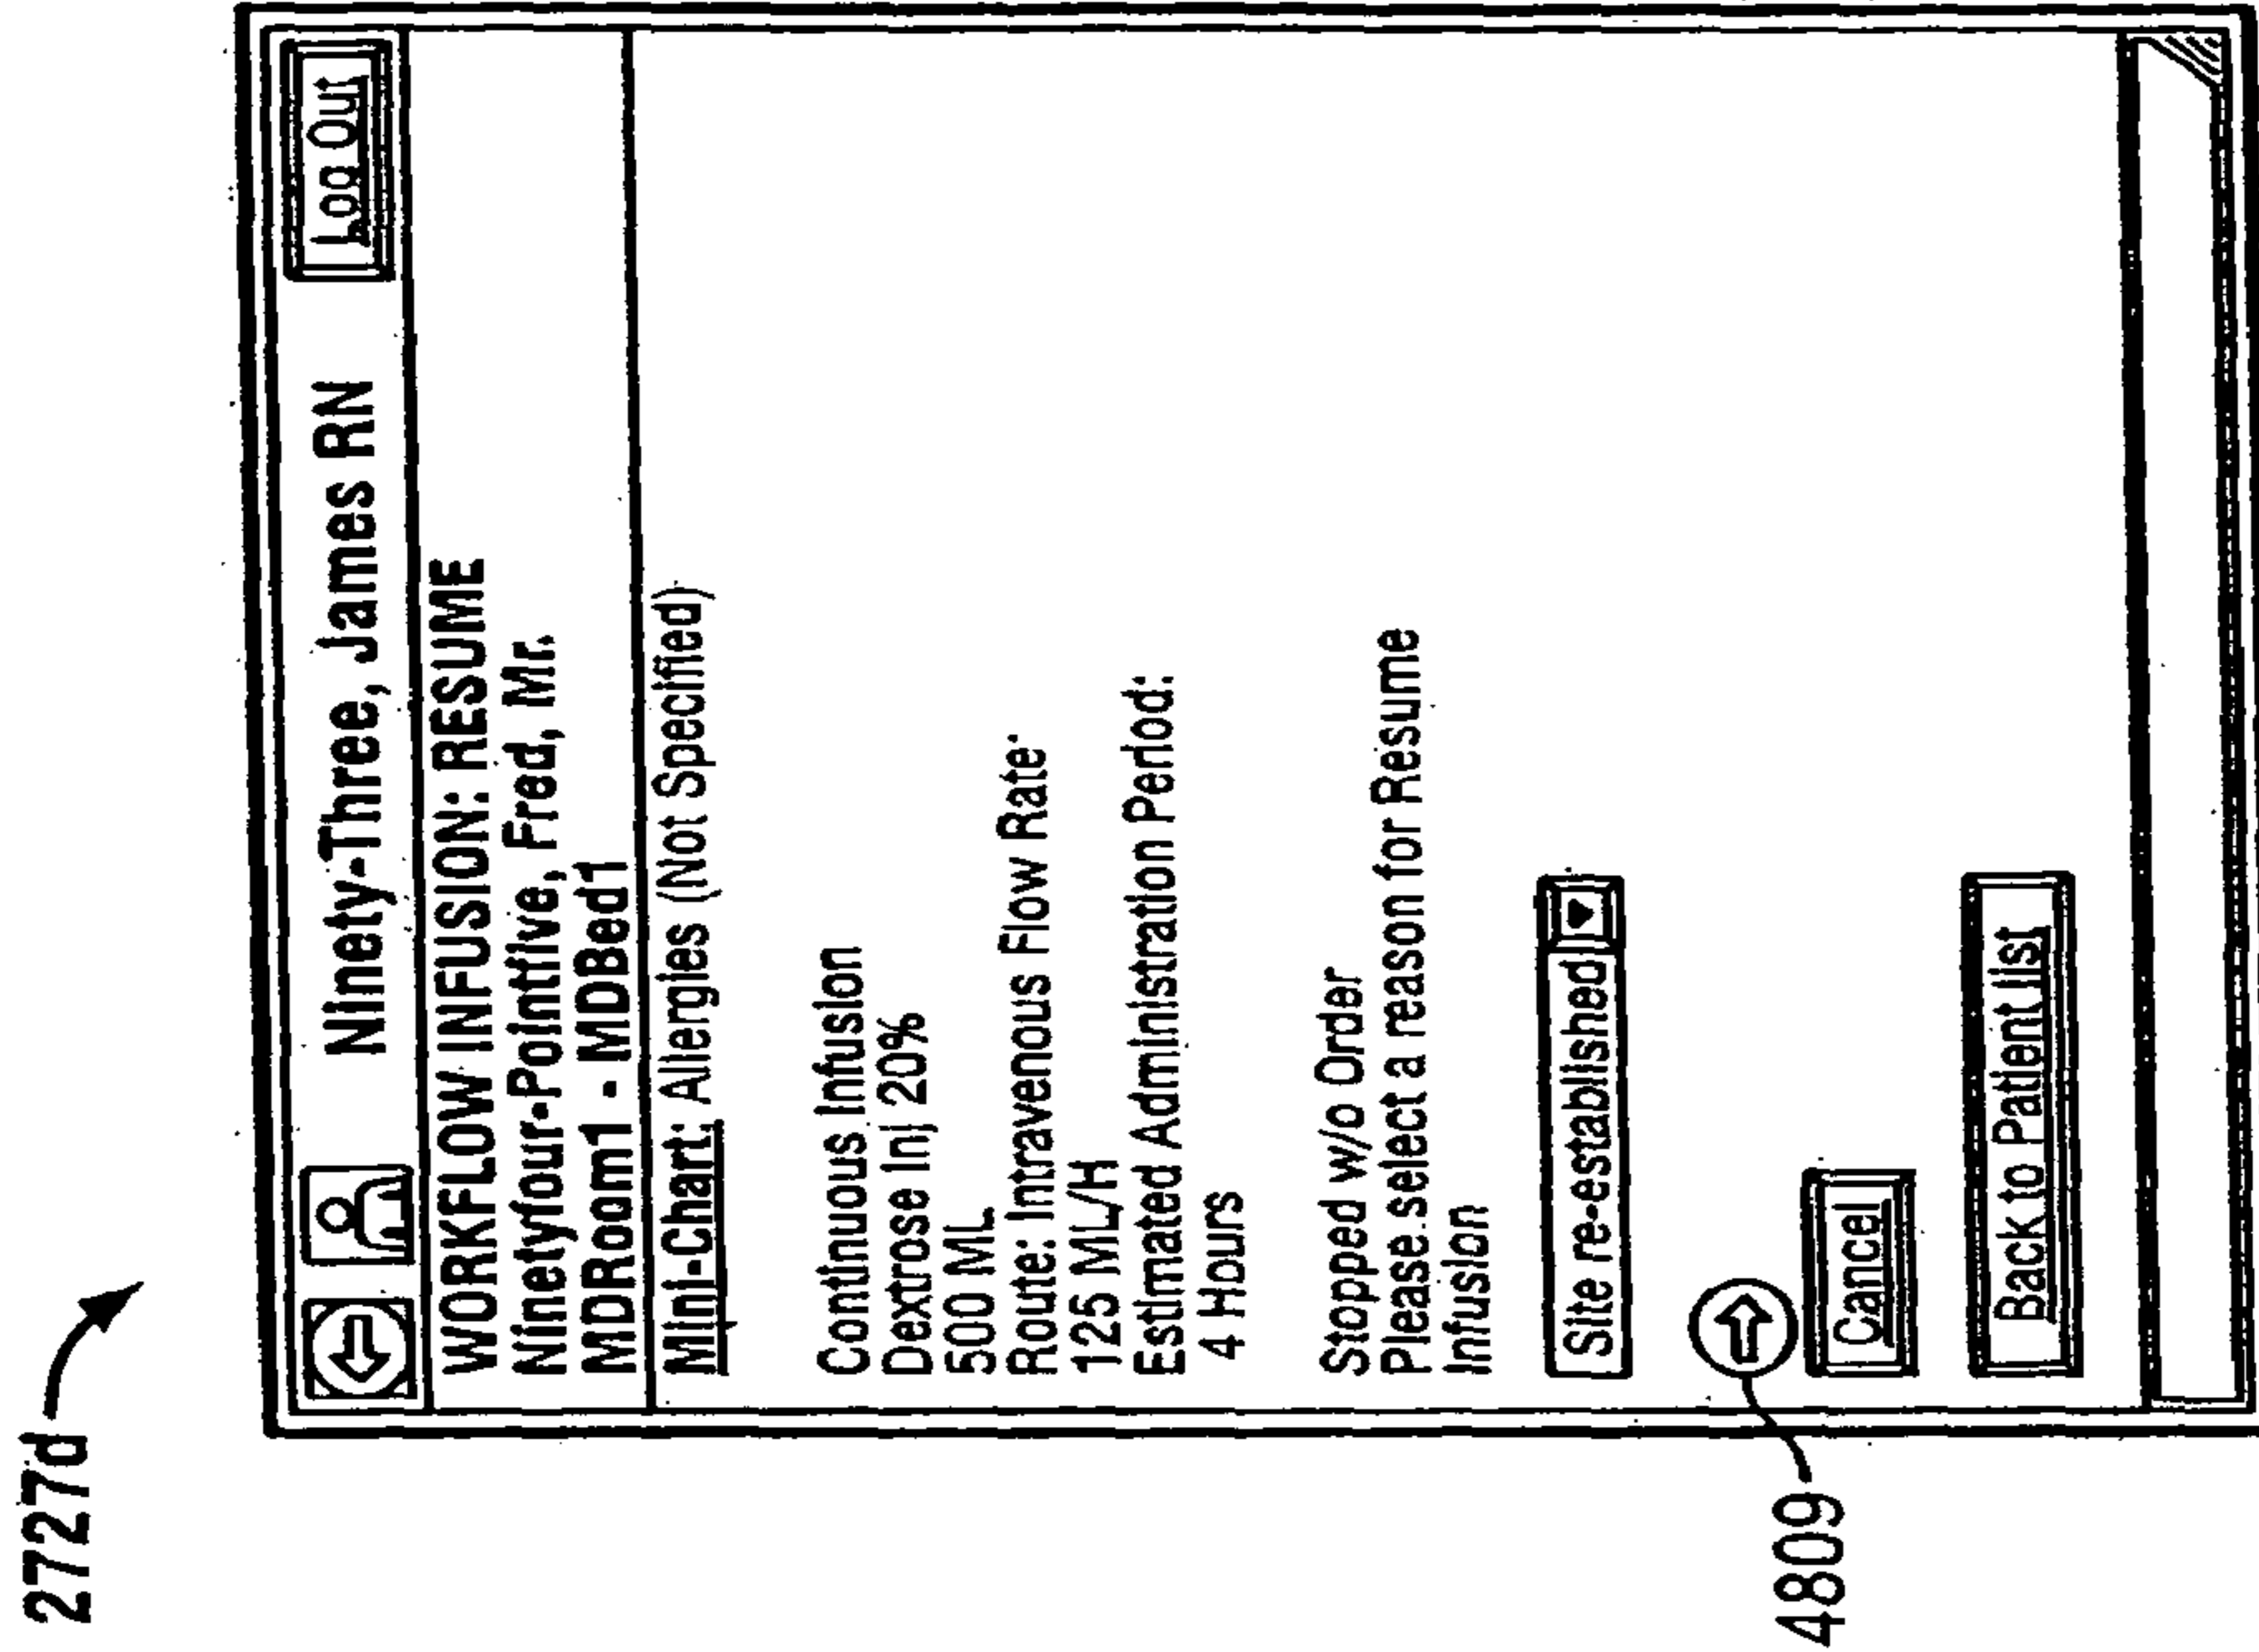 2727d
Ninety-Three, James RN
Log Out
WORKFLOW INFUSION: RESUME
Ninetyfour-Pointfive, Fred, Mr.
MDRoom1 - MDBed1
Mini-Chart: Allergies (Not Specified)
Continuous Infusion
Dextrose Inj 20%
500 ML
Route: Intravenous Flow Rate:
125 ML/H
Estimated Administration Period:
4 Hours
Stopped w/o Order
Please select a reason for Resume
Infusion
Site re-established
4809
Cancel
Back to Patient list